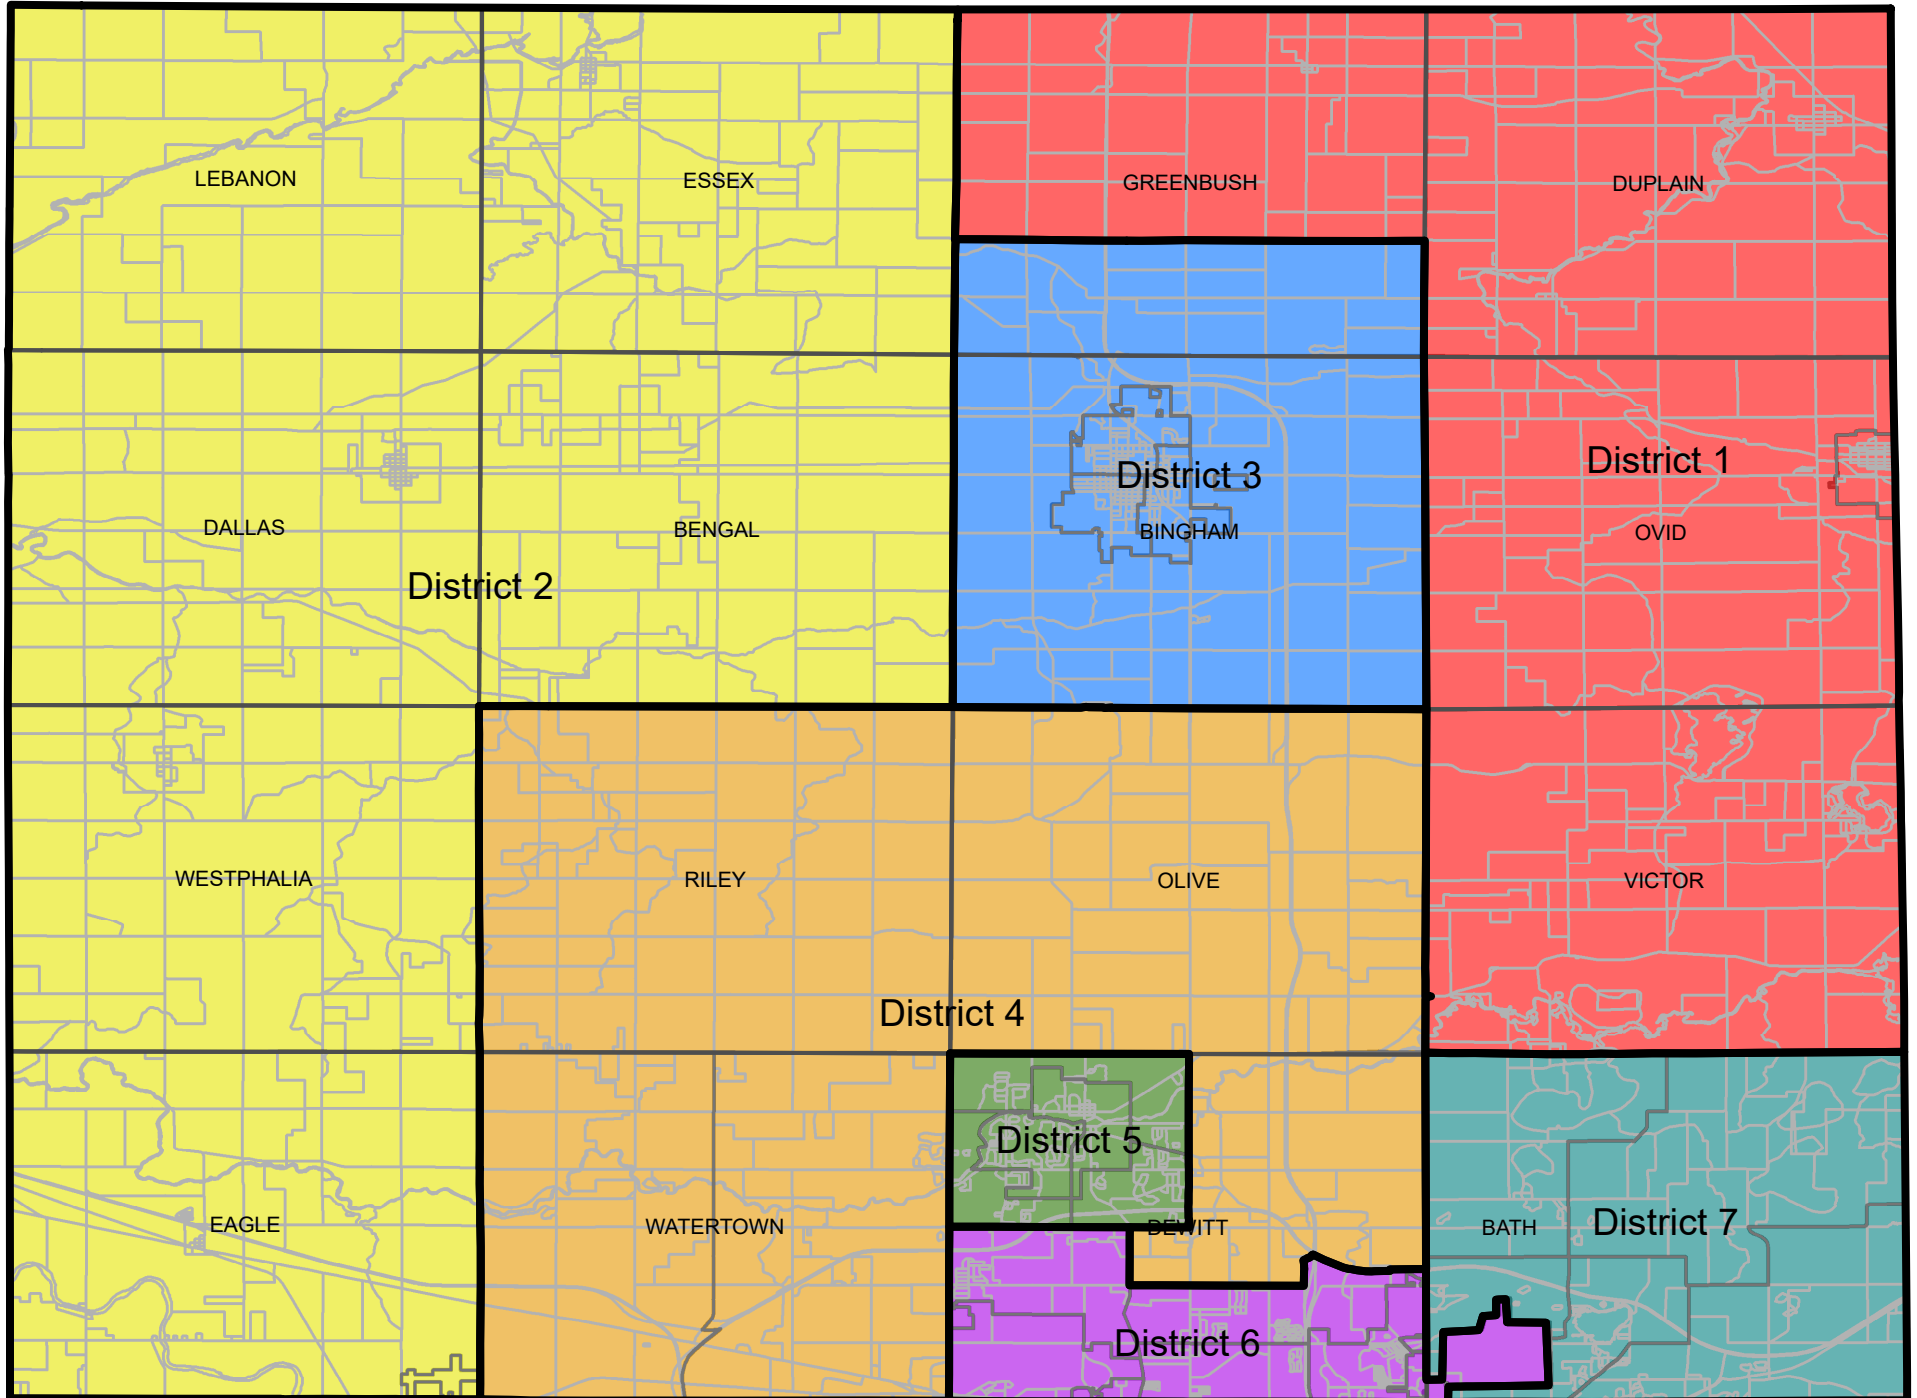 LEBANON
ESSEX
GREENBUSH
DUPLAIN
District 3
District 1
DALLAS
BENGAL
BINGHAM
OVID
District 2
WESTPHALIA
RILEY
OLIVE
VICTOR
District 4
District 5
EAGLE
WATERTOWN
DEWITT
BATH
District 7
District 6